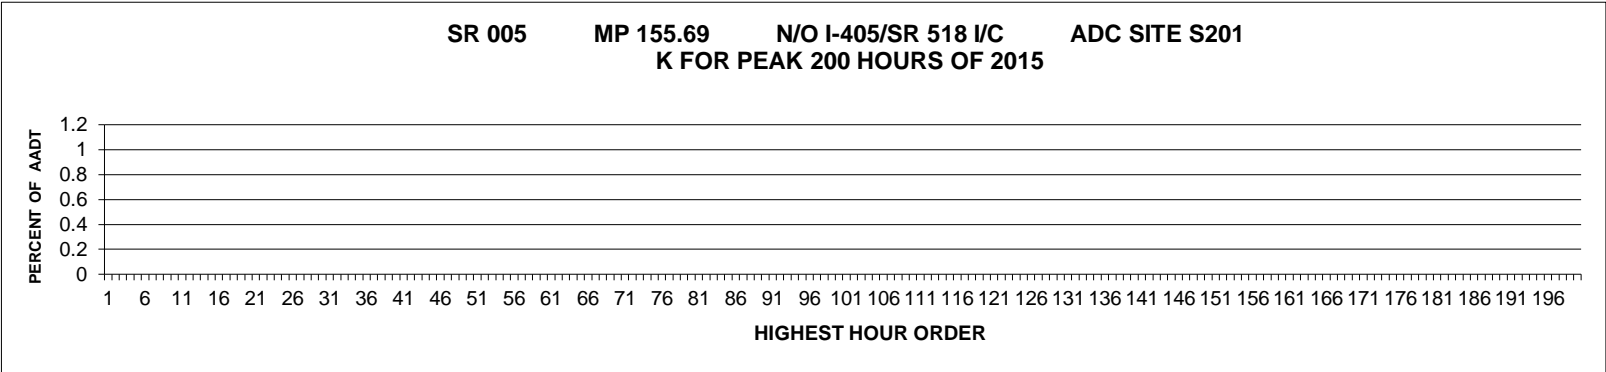 SR 005 MP 155.69 N/O I-405/SR 518 I/C ADC SITE S201
K FOR PEAK 200 HOURS OF 2015
PERCENT OF AADT
1.2
1
0.8
0.6
0.4
0.2
0
1 6 11 16 21 26 31 36 41 46 51 56 61 66 71 76 81 86 91 96 101 106 111 116 121 126 131 136 141 146 151 156 161 166 171 176 181 186 191 196
HIGHEST HOUR ORDER